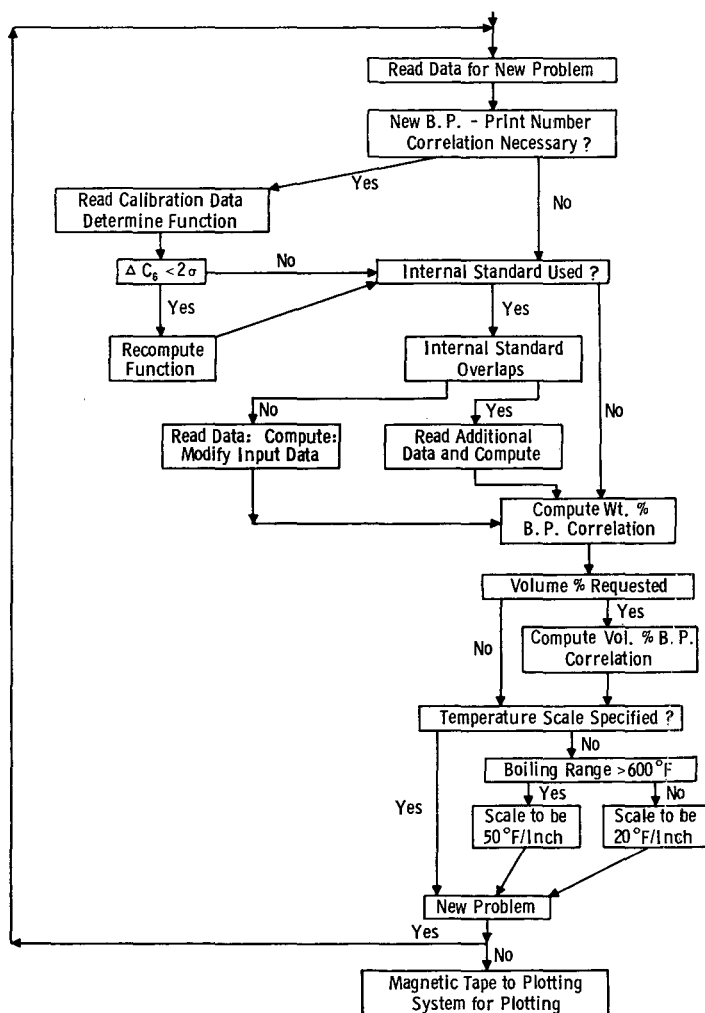 Read Data for New Problem
New B.P. - Print Number
Correlation Necessary ?
Yes
No
Read Calibration Data
Determine Function
Δ C₆ < 2σ
No
Internal Standard Used ?
Yes
Yes
Recompute
Function
Internal Standard
Overlaps
No
Yes
No
Read Data: Compute:
Modify Input Data
Read Additional
Data and Compute
Compute Wt. %
B.P. Correlation
Volume % Requested
Yes
No
Compute Vol. % B.P.
Correlation
Temperature Scale Specified ?
No
Boiling Range >600°F
Yes
Yes
No
Scale to be
50°F/Inch
Scale to be
20°F/Inch
New Problem
Yes
No
Magnetic Tape to Plotting
System for Plotting